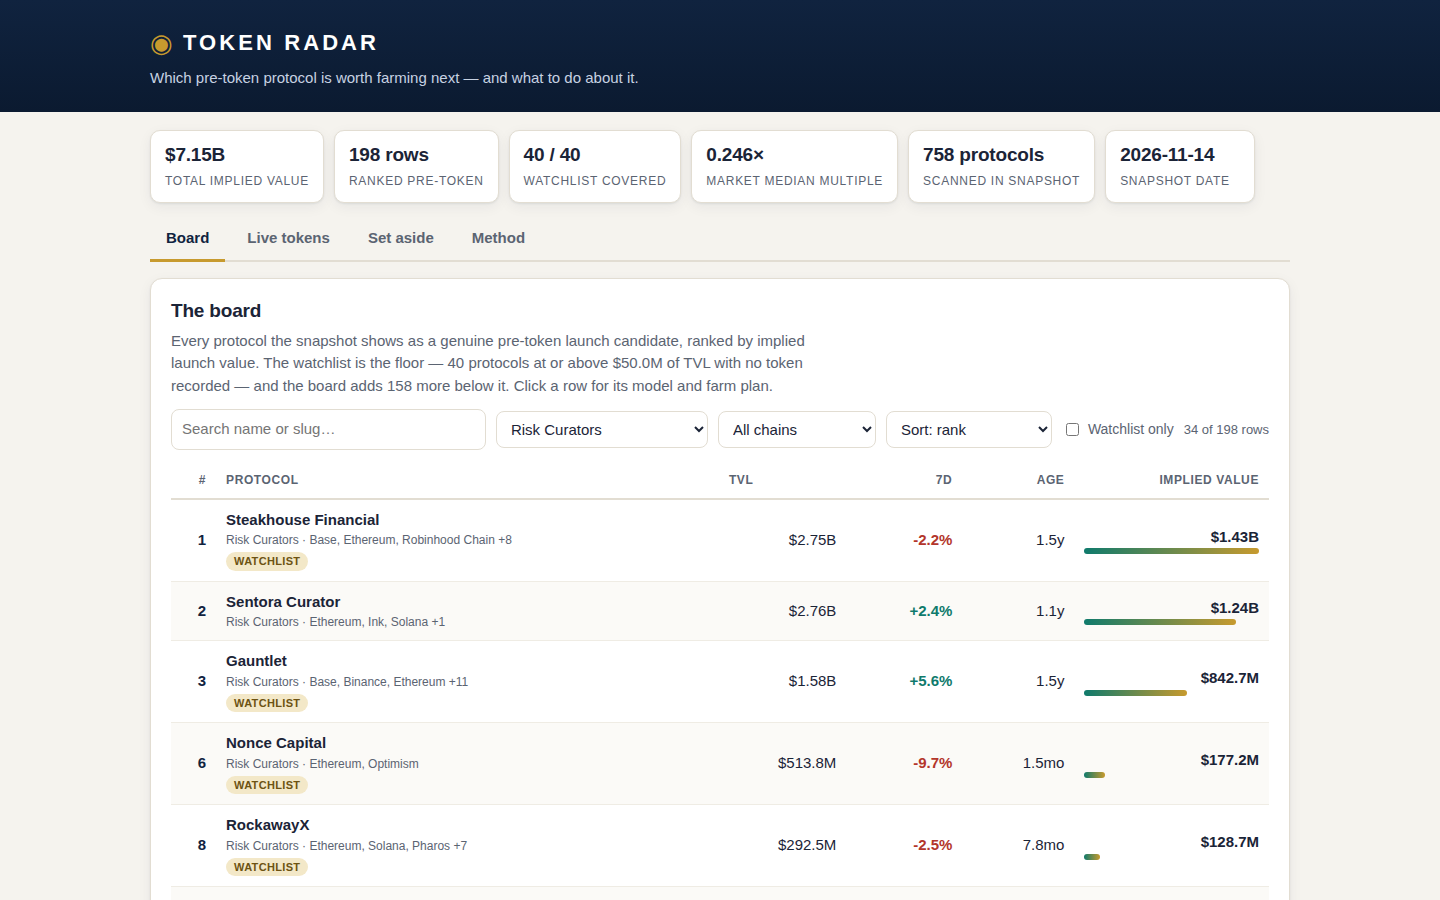 ◉ TOKEN RADAR
Which pre-token protocol is worth farming next — and what to do about it.
$7.15B
TOTAL IMPLIED VALUE
198 rows
RANKED PRE-TOKEN
40 / 40
WATCHLIST COVERED
0.246×
MARKET MEDIAN MULTIPLE
758 protocols
SCANNED IN SNAPSHOT
2026-11-14
SNAPSHOT DATE
Board Live tokens Set aside Method
The board
Every protocol the snapshot shows as a genuine pre-token launch candidate, ranked by implied
launch value. The watchlist is the floor — 40 protocols at or above $50.0M of TVL with no token
recorded — and the board adds 158 more below it. Click a row for its model and farm plan.
Search name or slug… Risk Curators All chains Sort: rank Watchlist only 34 of 198 rows
# PROTOCOL TVL 7D AGE IMPLIED VALUE
Steakhouse Financial
1 Risk Curators · Base, Ethereum, Robinhood Chain +8 $2.75B -2.2% 1.5y $1.43B
WATCHLIST
Sentora Curator
2 Risk Curators · Ethereum, Ink, Solana +1 $2.76B +2.4% 1.1y $1.24B
Gauntlet
3 Risk Curators · Base, Binance, Ethereum +11 $1.58B +5.6% 1.5y $842.7M
WATCHLIST
Nonce Capital
6 Risk Curators · Ethereum, Optimism $513.8M -9.7% 1.5mo $177.2M
WATCHLIST
RockawayX
8 Risk Curators · Ethereum, Solana, Pharos +7 $292.5M -2.5% 7.8mo $128.7M
WATCHLIST